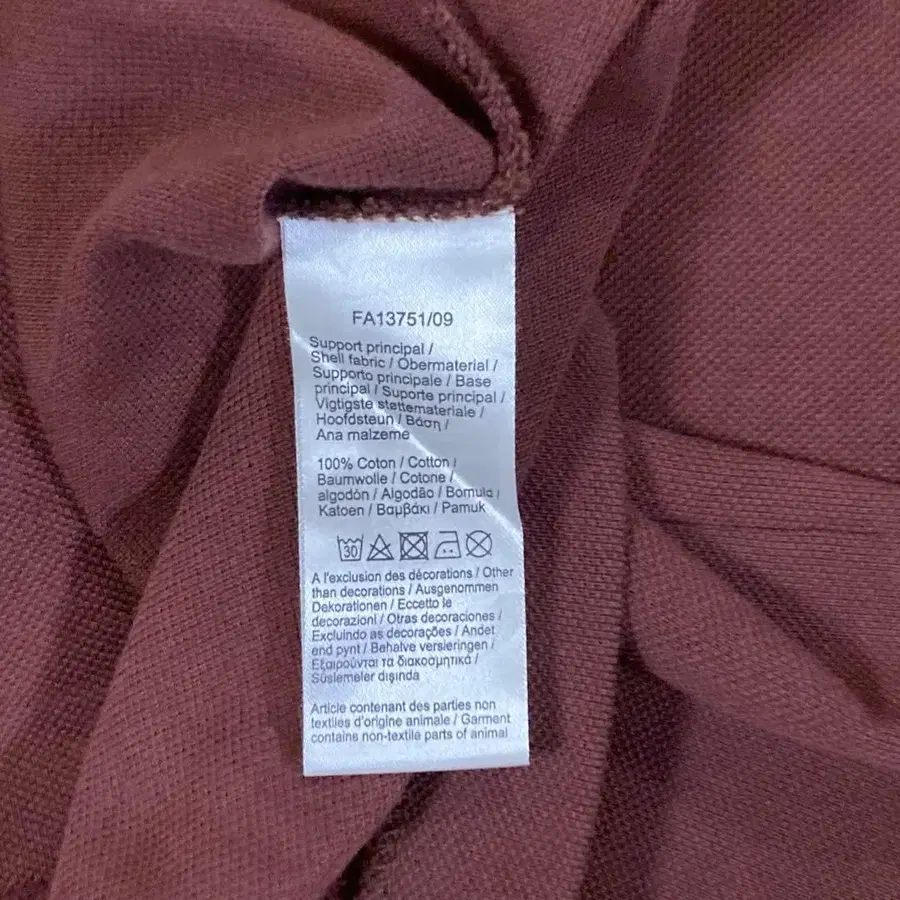 FA13751/09
Support principal /
Shell fabric / Obermaterial /
Supporto principale / Base
principal / Suporte principal /
Vigtigste støttemateriale /
Hoofdsteun / Βάση /
Ana malzeme
100% Coton / Cotton /
Baumwolle / Cotone /
algodón / Algodão / Bomuld /
Katoen / Βαμβάκι / Pamuk
30
A l'exclusion des décorations / Other
than decorations / Ausgenommen
Dekorationen / Eccetto le
decorazioni / Otras decoraciones /
Excluindo as decorações / Andet
end pynt / Behalve versieringen /
Εξαιρούνται τα διακοσμητικά /
Süslemeler dışında
Article contenant des parties non
textiles d'origine animale / Garment
contains non-textile parts of animal